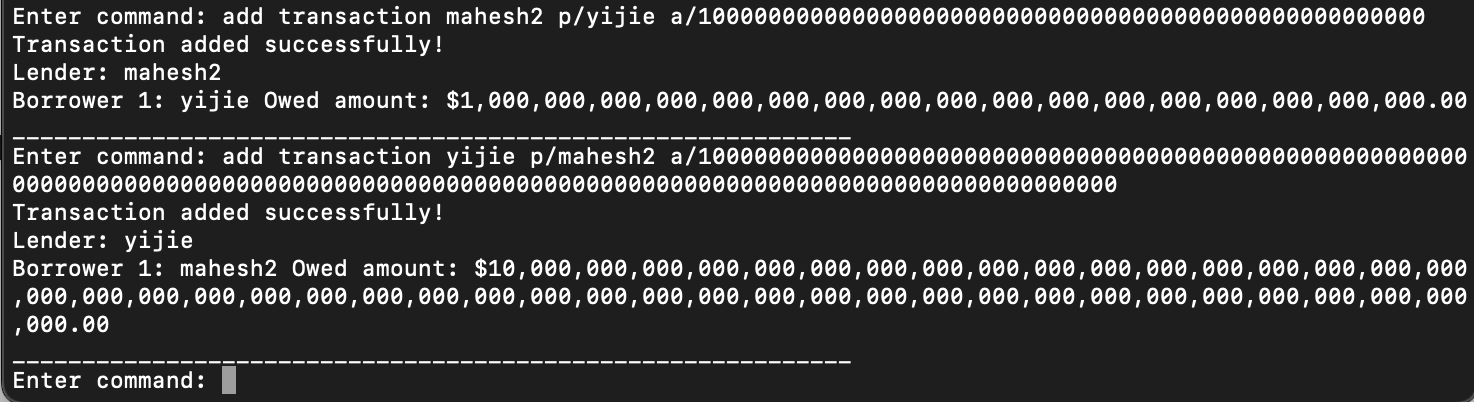 Enter command: add transaction mahesh2 p/yijie a/1000000000000000000000000000000000000000000000000000
Transaction added successfully!
Lender: mahesh2
Borrower 1: yijie Owed amount: $1,000,000,000,000,000,000,000,000,000,000,000,000,000,000,000,000,000.00
____________________________________________________________
Enter command: add transaction yijie p/mahesh2 a/1000000000000000000000000000000000000000000000000000000
0000000000000000000000000000000000000000000000000000000000000000000000000000000
Transaction added successfully!
Lender: yijie
Borrower 1: mahesh2 Owed amount: $10,000,000,000,000,000,000,000,000,000,000,000,000,000,000,000,000,000
,000,000,000,000,000,000,000,000,000,000,000,000,000,000,000,000,000,000,000,000,000,000,000,000,000,000
,000.00
____________________________________________________________
Enter command: